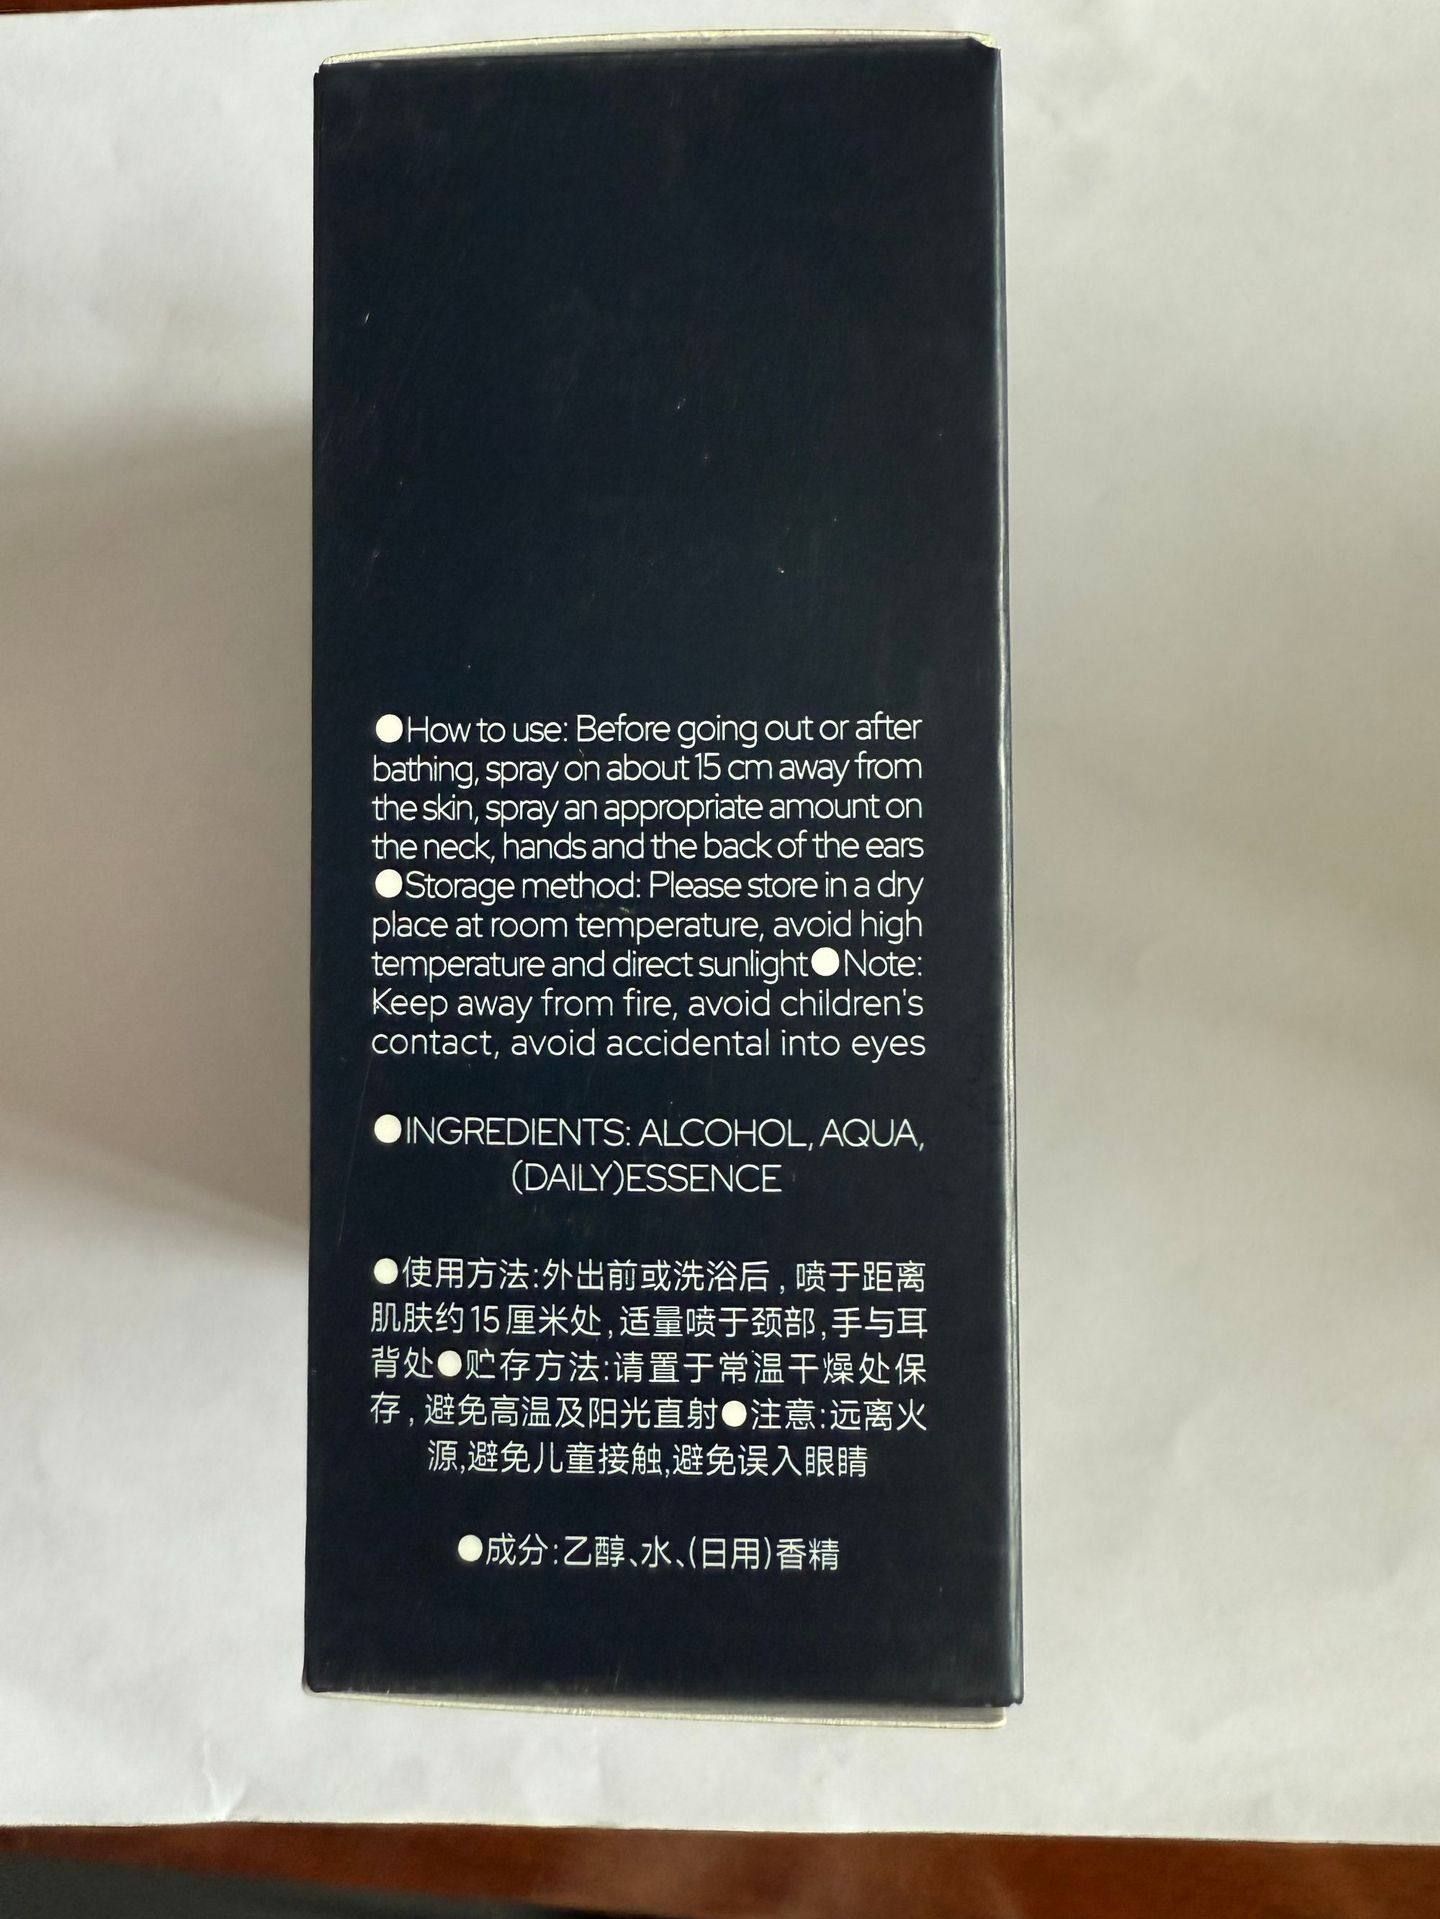 ●How to use: Before going out or after
bathing, spray on about 15 cm away from
the skin, spray an appropriate amount on
the neck, hands and the back of the ears
●Storage method: Please store in a dry
place at room temperature, avoid high
temperature and direct sunlight●Note:
Keep away from fire, avoid children's
contact, avoid accidental into eyes
●INGREDIENTS: ALCOHOL, AQUA,
(DAILY)ESSENCE
●使用方法:外出前或洗浴后,喷于距离
肌肤约15厘米处,适量喷于颈部,手与耳
背处●贮存方法:请置于常温干燥处保
存,避免高温及阳光直射●注意:远离火
源,避免儿童接触,避免误入眼睛
●成分:乙醇、水、(日用)香精